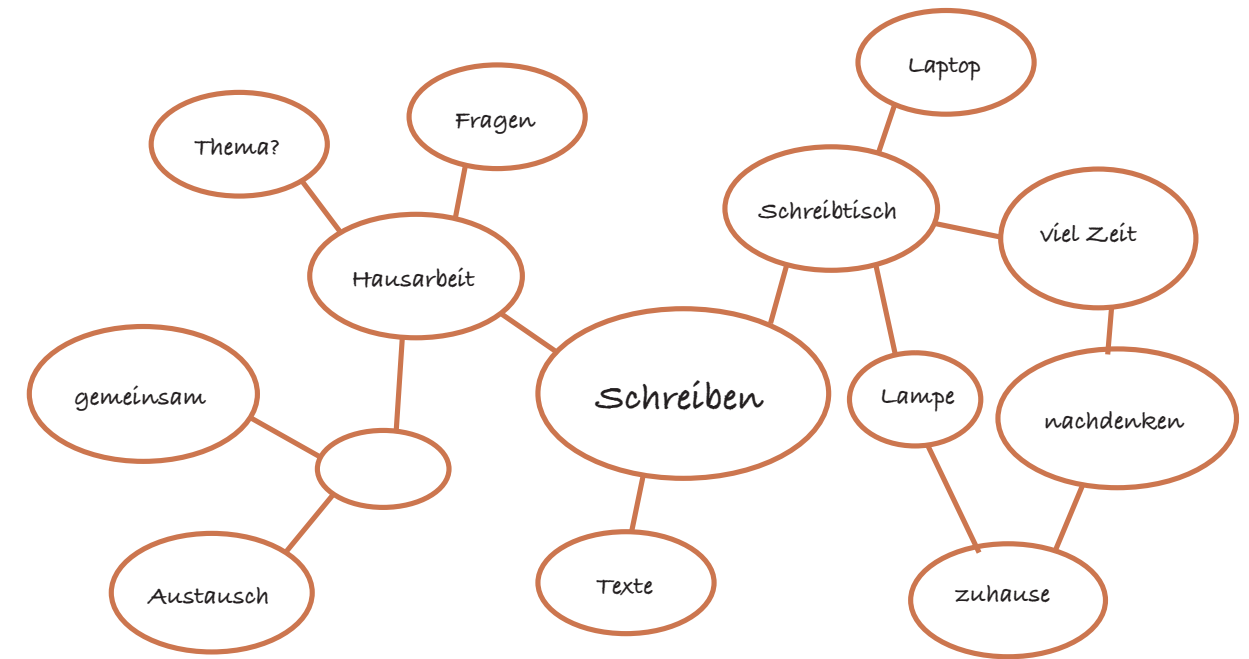 Laptop
Fragen
Thema?
Schreibtisch
viel Zeit
Hausarbeit
Schreiben
Lampe
gemeinsam
nachdenken
Texte
zuhause
Austausch